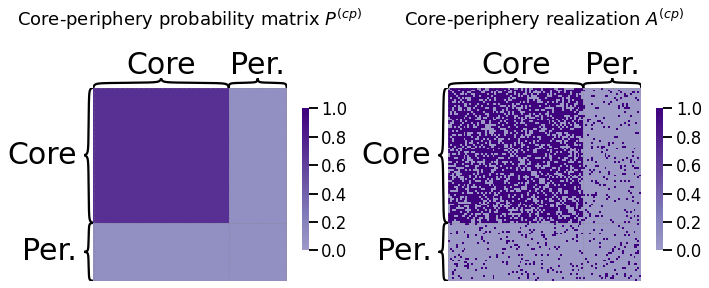 Core-periphery probability matrix $P^{(cp)}$
Core-periphery realization $A^{(cp)}$
Core Per.
Core
Per.
1.0
0.8
0.6
0.4
0.2
0.0
Core Per.
Core
Per.
1.0
0.8
0.6
0.4
0.2
0.0